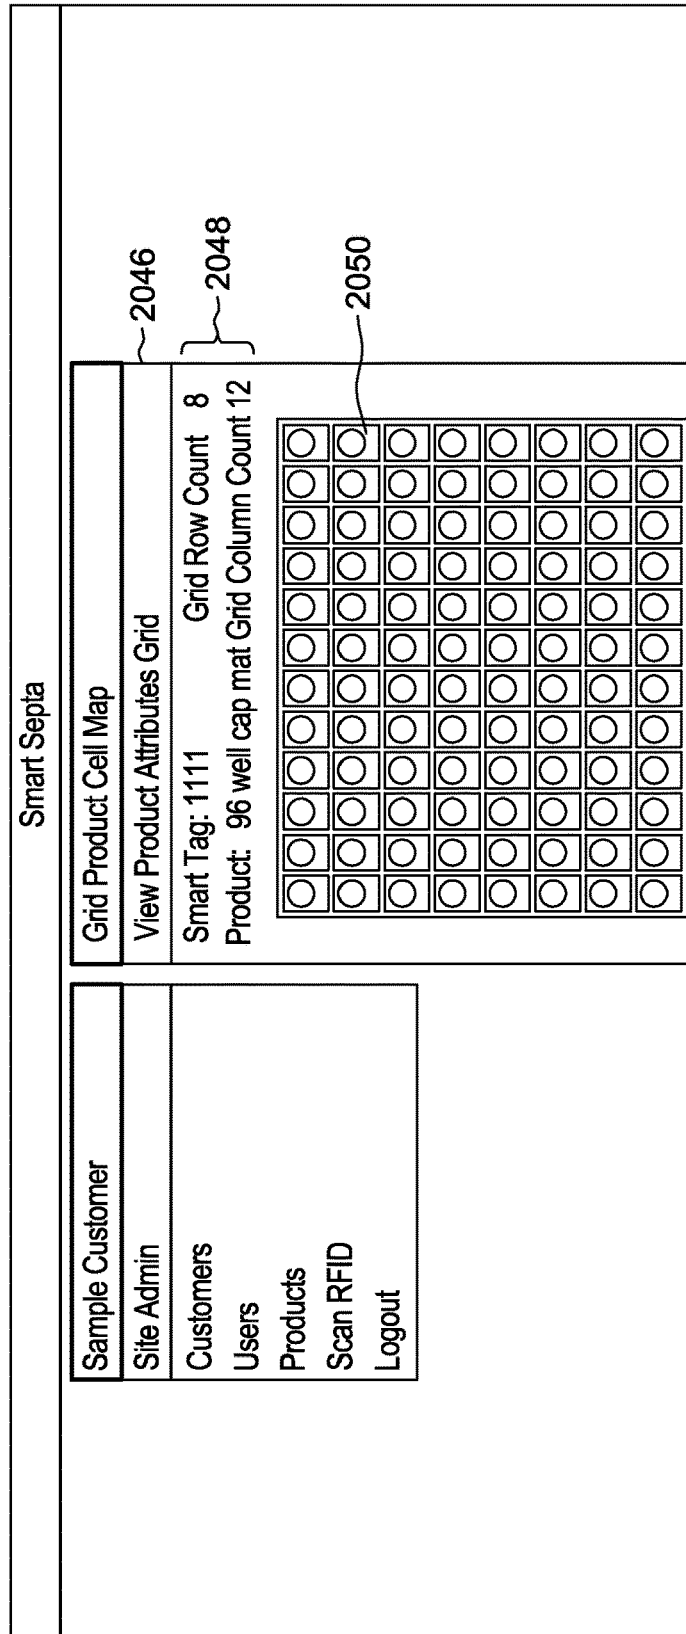 Smart Septa
Sample Customer
Site Admin
Customers
Users
Products
Scan RFID
Logout
Grid Product Cell Map
View Product Attributes Grid
2046
Smart Tag: 1111 Grid Row Count 8
Product: 96 well cap mat Grid Column Count 12
2048
2050